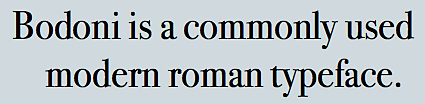 Bodoni is a commonly used
modern roman typeface.